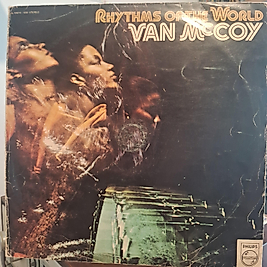 RHYTHMS OF THE WORLD
VAN MCCOY
PHILIPS